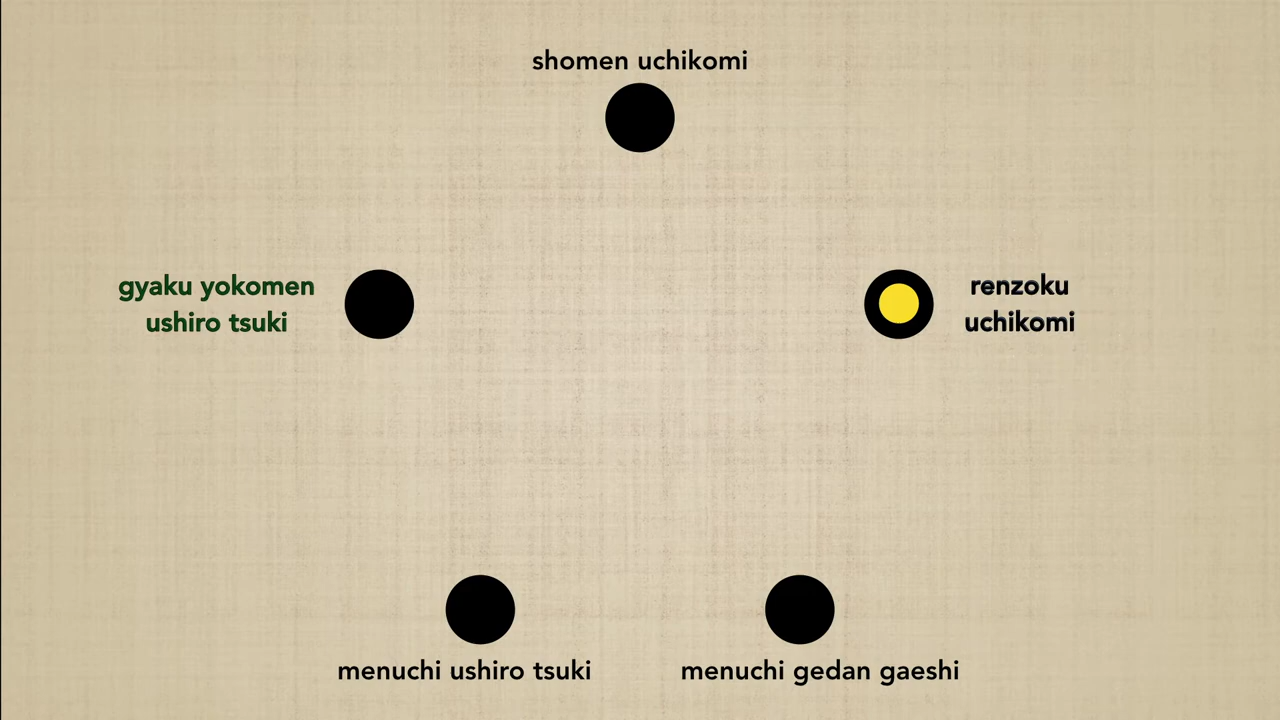 shomen uchikomi
gyaku yokomen
ushiro tsuki
renzoku
uchikomi
menuchi ushiro tsuki
menuchi gedan gaeshi